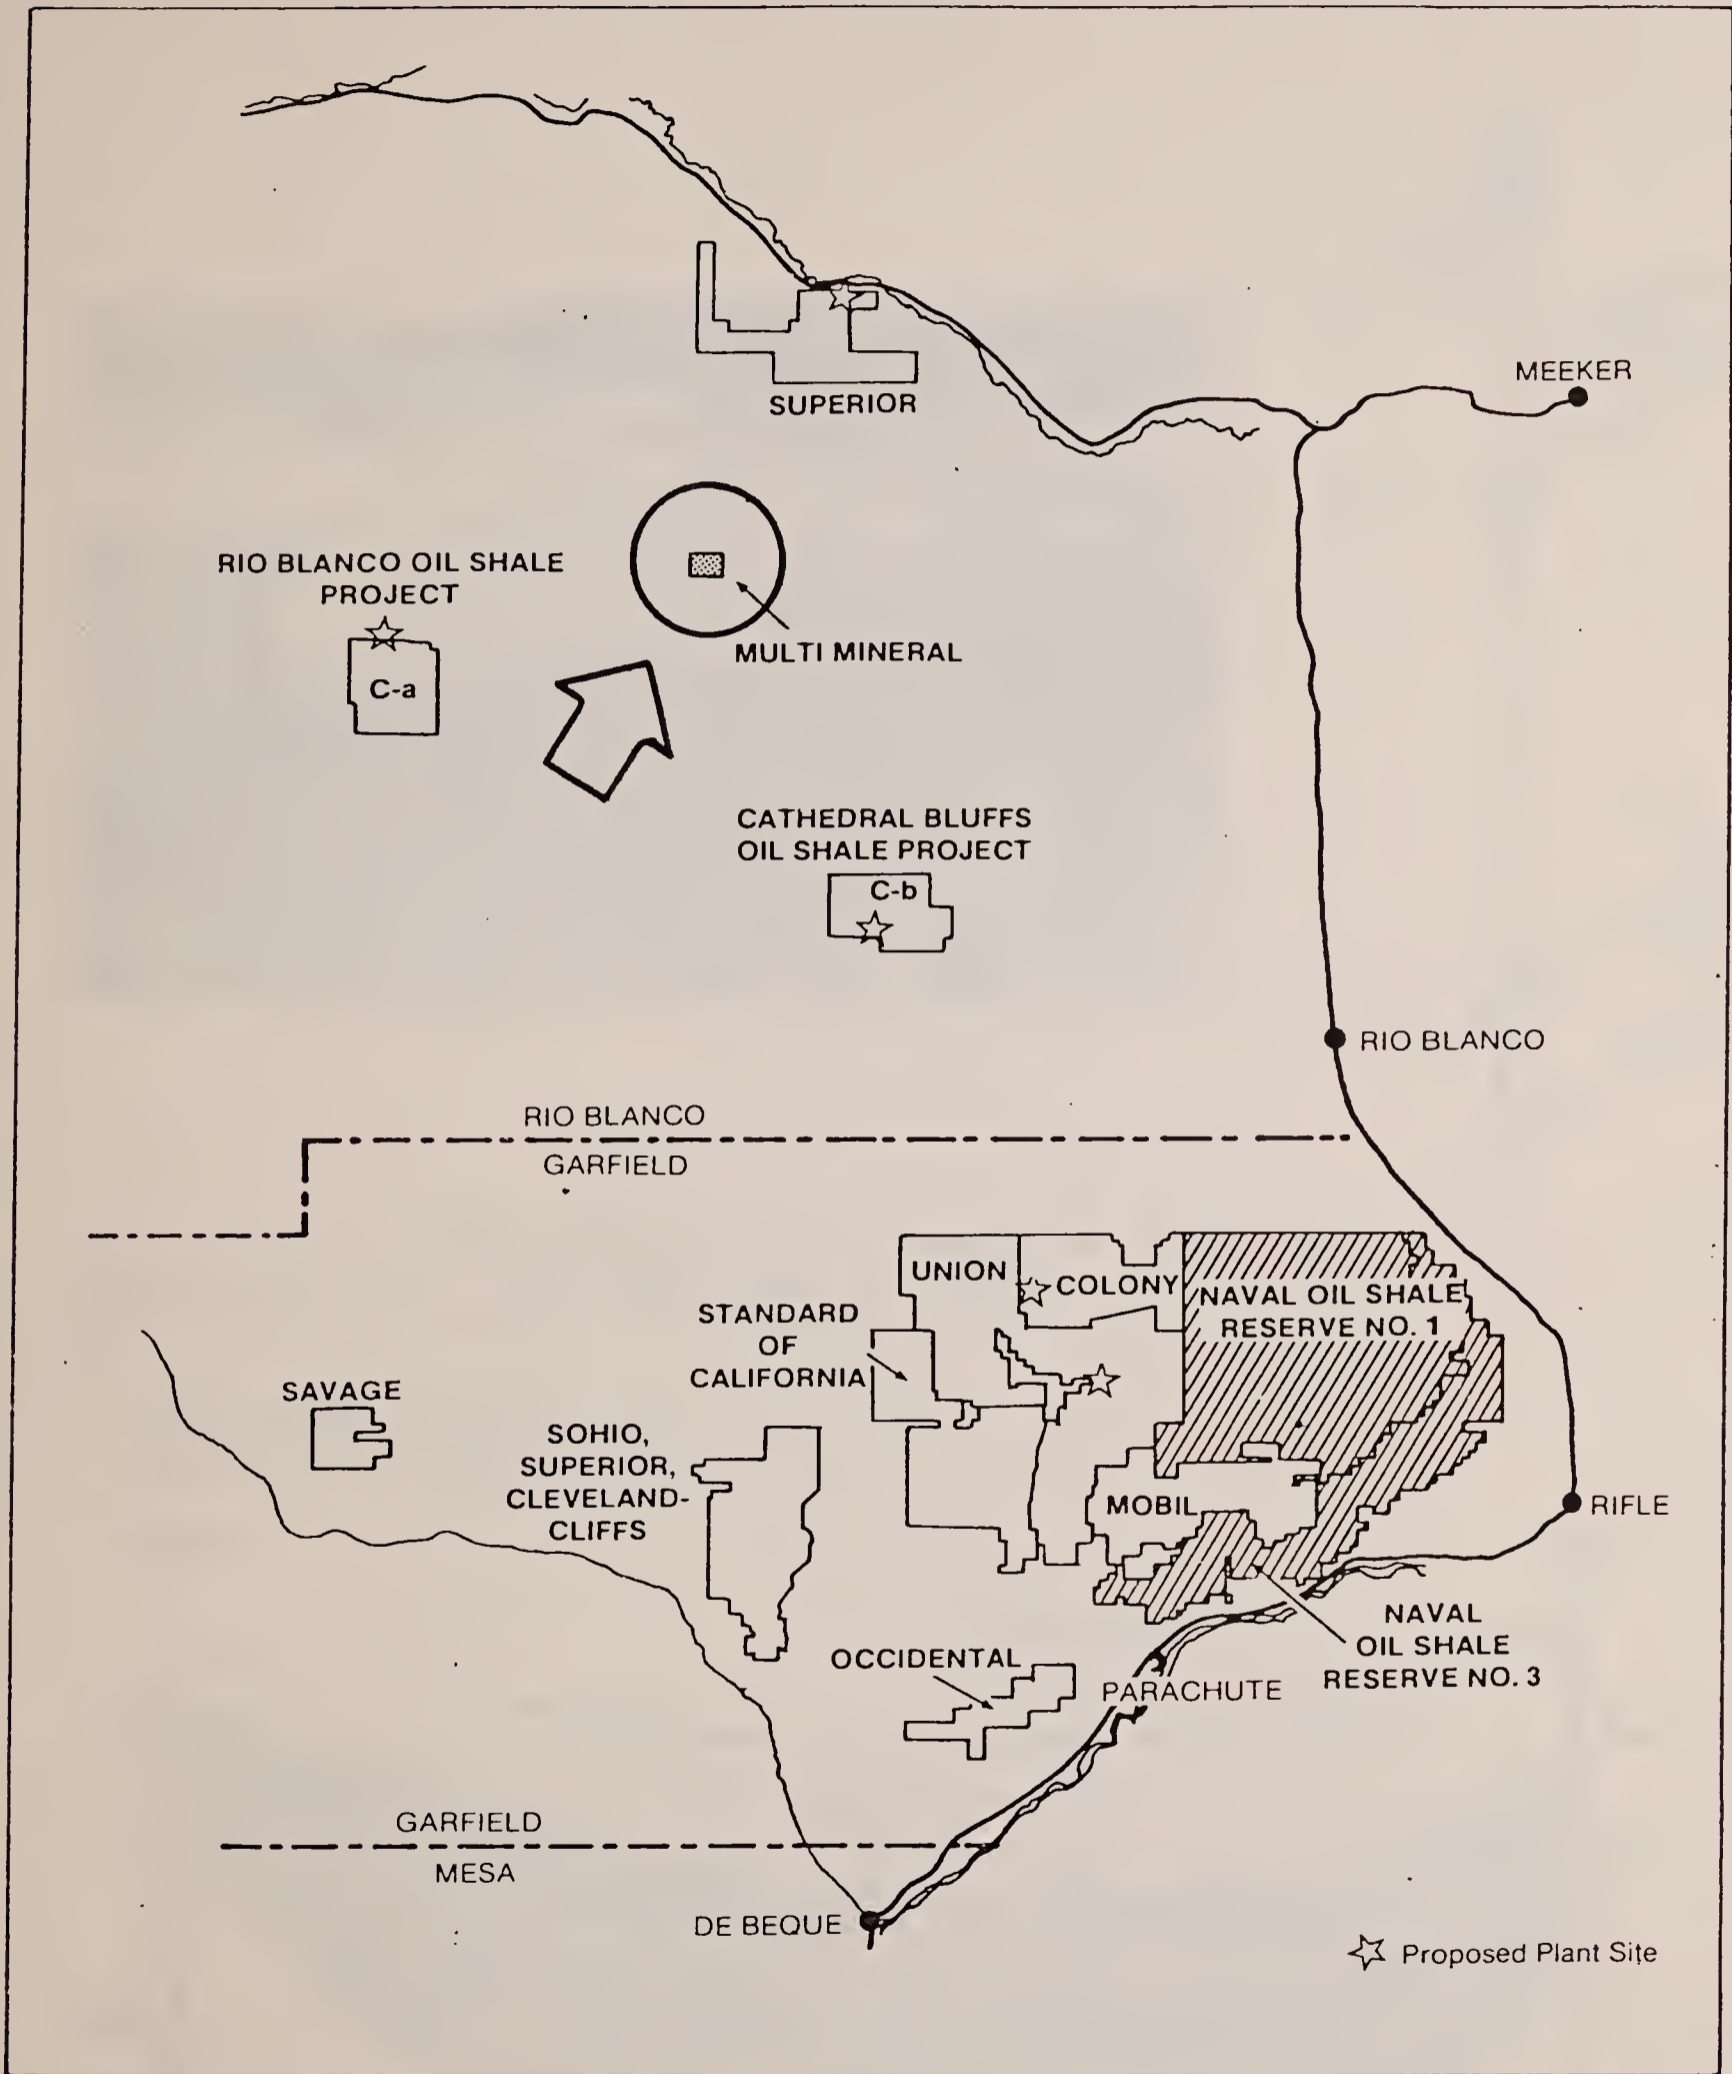 MEEKER
SUPERIOR
RIO BLANCO OIL SHALE
PROJECT
C-a
MULTI MINERAL
CATHEDRAL BLUFFS
OIL SHALE PROJECT
C-b
RIO BLANCO
RIO BLANCO
GARFIELD
UNION
COLONY
NAVAL OIL SHALE
RESERVE NO. 1
STANDARD
OF
CALIFORNIA
SAVAGE
SOHIO,
SUPERIOR,
CLEVELAND-
CLIFFS
MOBIL
RIFLE
NAVAL
OIL SHALE
RESERVE NO. 3
OCCIDENTAL
PARACHUTE
GARFIELD
MESA
DE BEQUE
Proposed Plant Site